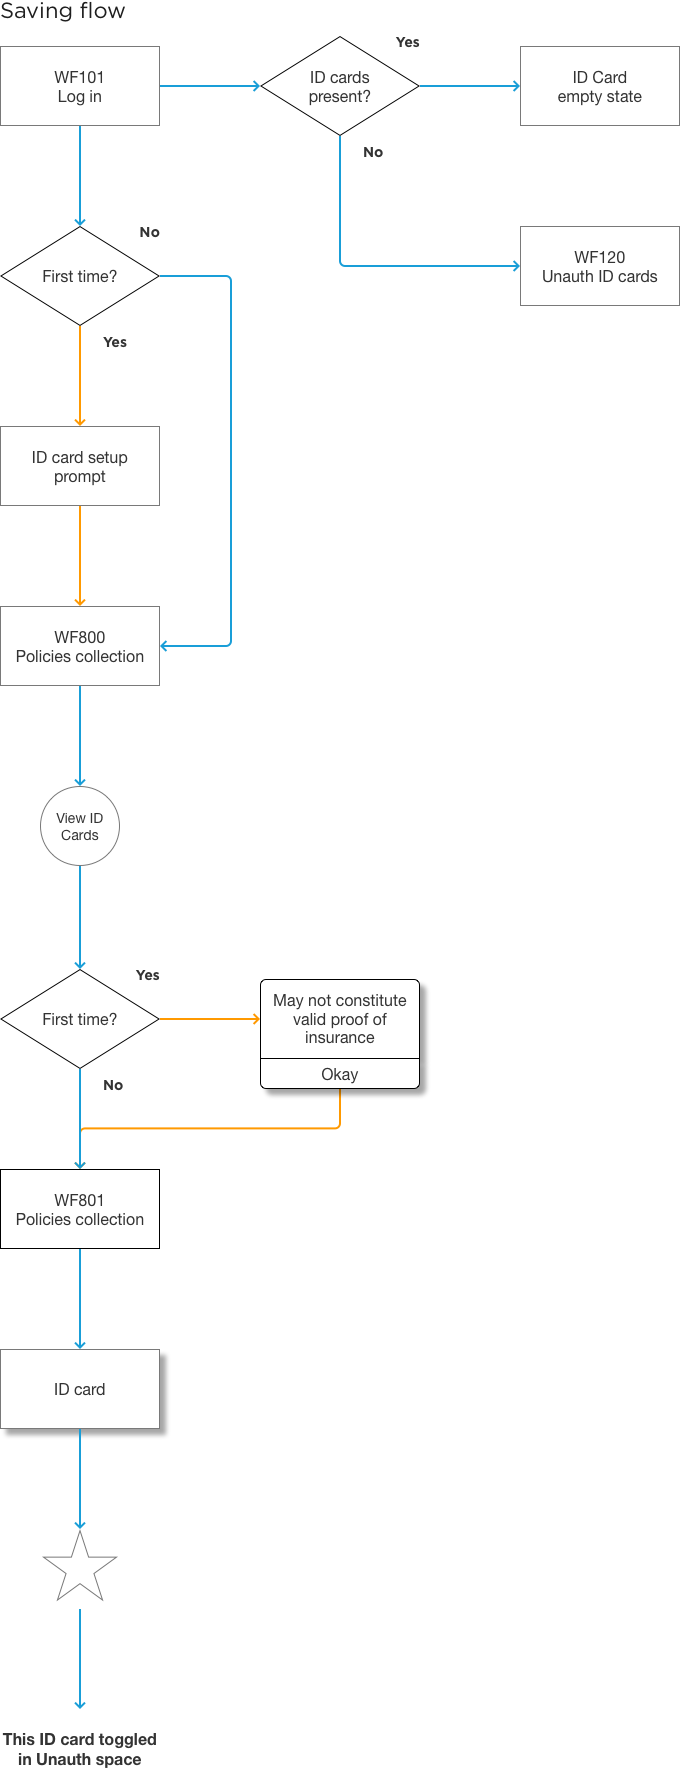 Saving flow
WF101
Log in
ID cards
present?
Yes
ID Card
empty state
No
WF120
Unauth ID cards
No
First time?
Yes
ID card setup
prompt
WF800
Policies collection
View ID
Cards
Yes
First time?
May not constitute
valid proof of
insurance
Okay
No
WF801
Policies collection
ID card
This ID card toggled
in Unauth space